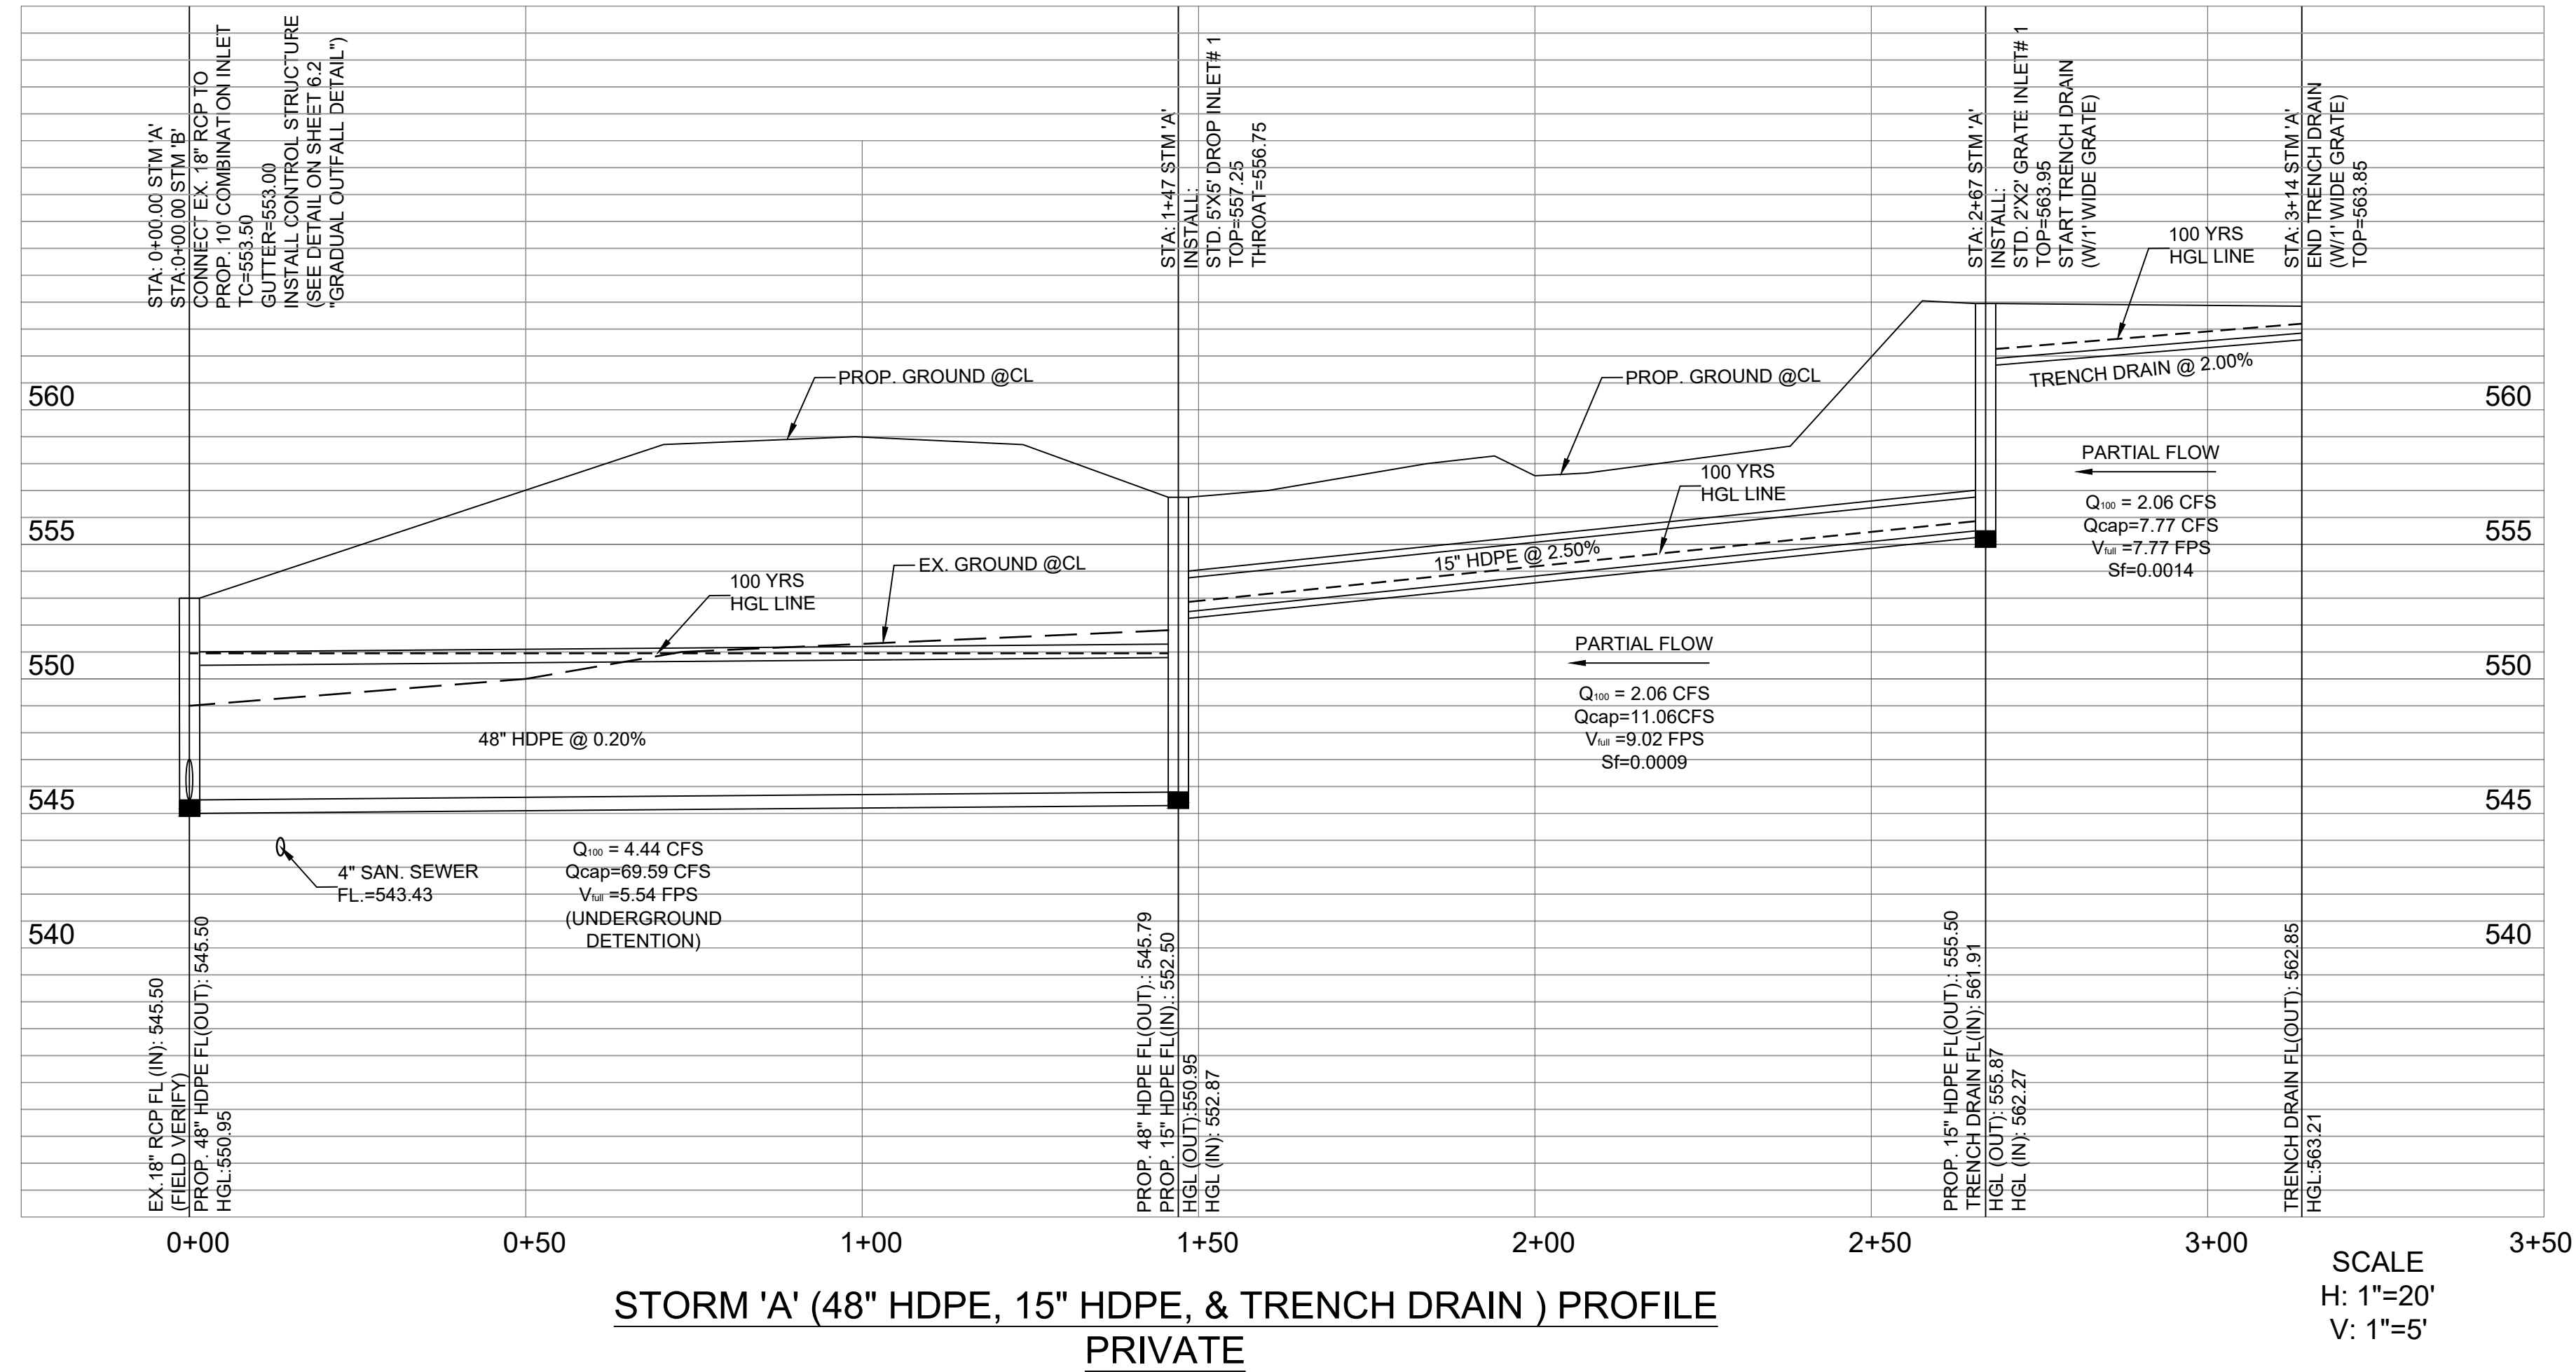 STA: 0+00.00 STM 'A'
STA:0+00.00 STM 'B'
CONNECT EX. 18" RCP TO
PROP. 10' COMBINATION INLET
TC=553.50
GUTTER=553.00
INSTALL CONTROL STRUCTURE
(SEE DETAIL ON SHEET 6.2
"GRADUAL OUTFALL DETAIL")
STA: 1+47 STM 'A'
INSTALL:
STD. 5'X5' DROP INLET# 1
TOP=557.25
THROAT=556.75
STA: 2+67 STM 'A'
INSTALL:
STD. 2'X2' GRATE INLET# 1
TOP=563.95
START TRENCH DRAIN
(W/1' WIDE GRATE)
STA: 3+14 STM 'A'
END TRENCH DRAIN
(W/1' WIDE GRATE)
TOP=563.85
100 YRS
HGL LINE
TRENCH DRAIN @ 2.00%
PROP. GROUND @CL
PROP. GROUND @CL
560
560
PARTIAL FLOW
Q100 = 2.06 CFS
Qcap=7.77 CFS
Vfull =7.77 FPS
Sf=0.0014
100 YRS
HGL LINE
15" HDPE @ 2.50%
555
555
EX. GROUND @CL
100 YRS
HGL LINE
PARTIAL FLOW
Q100 = 2.06 CFS
Qcap=11.06CFS
Vfull =9.02 FPS
Sf=0.0009
550
550
48" HDPE @ 0.20%
545
545
4" SAN. SEWER
FL.=543.43
Q100 = 4.44 CFS
Qcap=69.59 CFS
Vfull =5.54 FPS
(UNDERGROUND
DETENTION)
540
540
EX.18" RCP FL (IN): 545.50
(FIELD VERIFY)
PROP. 48" HDPE FL(OUT): 545.50
HGL:550.95
PROP. 48" HDPE FL(OUT).: 545.79
PROP. 15" HDPE FL(IN).: 552.50
HGL (OUT):550.95
HGL (IN): 552.87
PROP. 15" HDPE FL(OUT).: 555.50
TRENCH DRAIN FL(IN): 561.91
HGL (OUT): 555.87
HGL (IN): 562.27
TRENCH DRAIN FL(OUT): 562.85
HGL:563.21
0+00
0+50
1+00
1+50
2+00
2+50
3+00
3+50
STORM 'A' (48" HDPE, 15" HDPE, & TRENCH DRAIN ) PROFILE
PRIVATE
SCALE
H: 1"=20'
V: 1"=5'